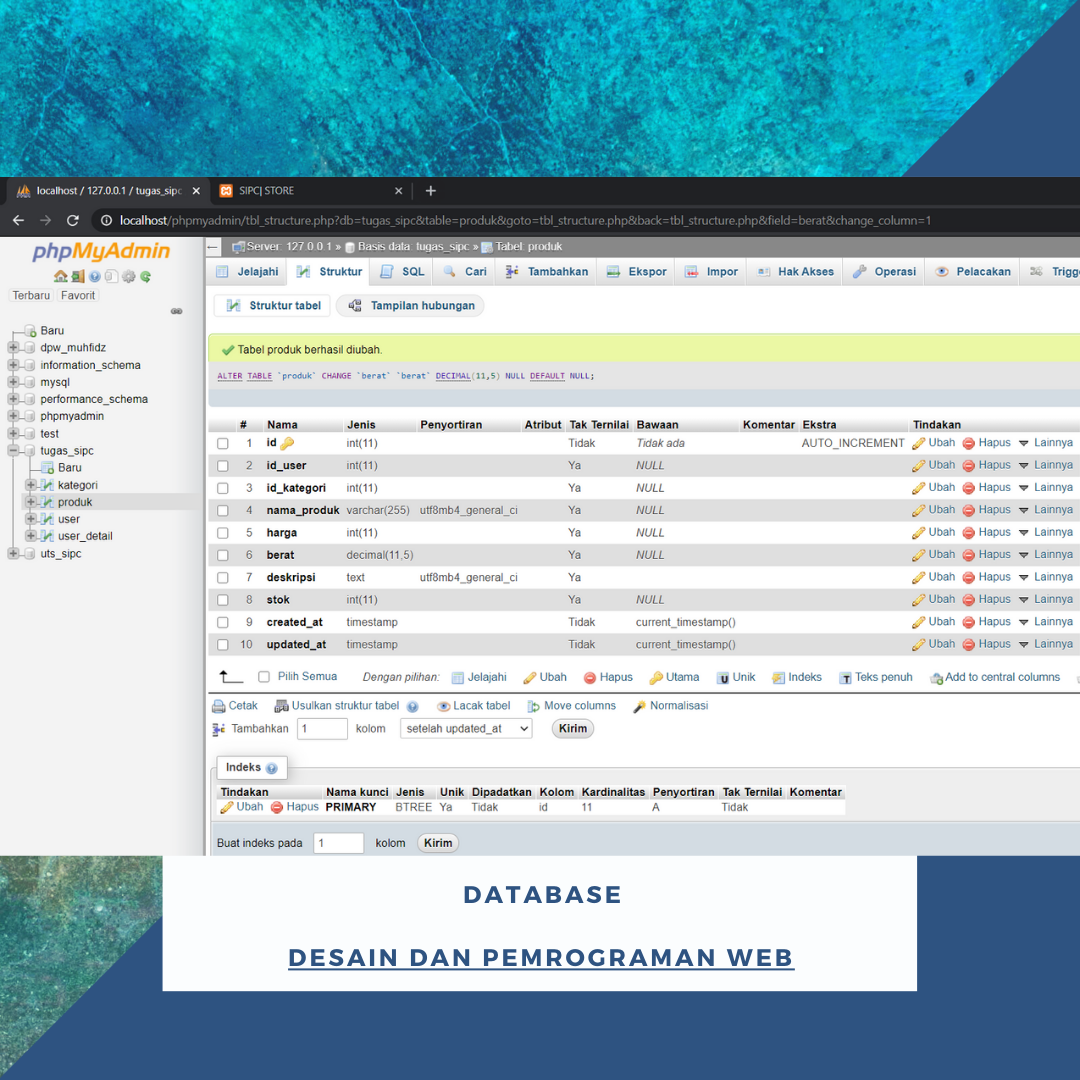 localhost / 127.0.0.1 / tugas_sipc
SIPC| STORE
localhost/phpmyadmin/tbl_structure.php?db=tugas_sipc&table=produk&goto=tbl_structure.php&back=tbl_structure.php&field=berat&change_column=1
phpMyAdmin
Terbaru Favorit
Baru
dpw_muhfidz
information_schema
mysql
performance_schema
phpmyadmin
test
tugas_sipc
Baru
kategori
produk
user
user_detail
uts_sipc
Server: 127.0.0.1 » Basis data: tugas_sipc » Tabel: produk
Jelajahi Struktur SQL Cari Tambahkan Ekspor Impor Hak Akses Operasi Pelacakan Trigg
Struktur tabel Tampilan hubungan
Tabel produk berhasil diubah.
ALTER TABLE `produk` CHANGE `berat` `berat` DECIMAL(11,5) NULL DEFAULT NULL;
# Nama Jenis Penyortiran Atribut Tak Ternilai Bawaan Komentar Ekstra Tindakan
1 id int(11) Tidak Tidak ada AUTO_INCREMENT Ubah Hapus Lainnya
2 id_user int(11) Ya NULL Ubah Hapus Lainnya
3 id_kategori int(11) Ya NULL Ubah Hapus Lainnya
4 nama_produk varchar(255) utf8mb4_general_ci Ya NULL Ubah Hapus Lainnya
5 harga int(11) Ya NULL Ubah Hapus Lainnya
6 berat decimal(11,5) Ya NULL Ubah Hapus Lainnya
7 deskripsi text utf8mb4_general_ci Ya Ubah Hapus Lainnya
8 stok int(11) Ya NULL Ubah Hapus Lainnya
9 created_at timestamp Tidak current_timestamp() Ubah Hapus Lainnya
10 updated_at timestamp Tidak current_timestamp() Ubah Hapus Lainnya
Pilih Semua Dengan pilihan: Jelajahi Ubah Hapus Utama Unik Indeks Teks penuh Add to central columns
Cetak Usulkan struktur tabel Lacak tabel Move columns Normalisasi
Tambahkan 1 kolom setelah updated_at Kirim
Indeks
Tindakan Nama kunci Jenis Unik Dipadatkan Kolom Kardinalitas Penyortiran Tak Ternilai Komentar
Ubah Hapus PRIMARY BTREE Ya Tidak id 11 A Tidak
Buat indeks pada 1 kolom Kirim
DATABASE
DESAIN DAN PEMROGRAMAN WEB